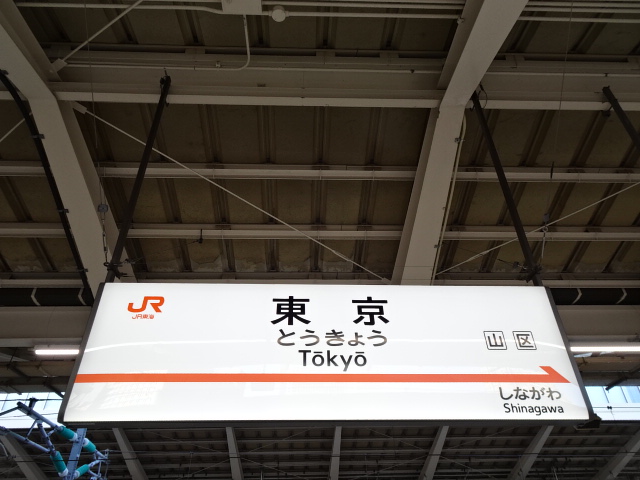 JR
JR東海
東京
とうきょう
Tōkyō
山 区
しながわ
Shinagawa